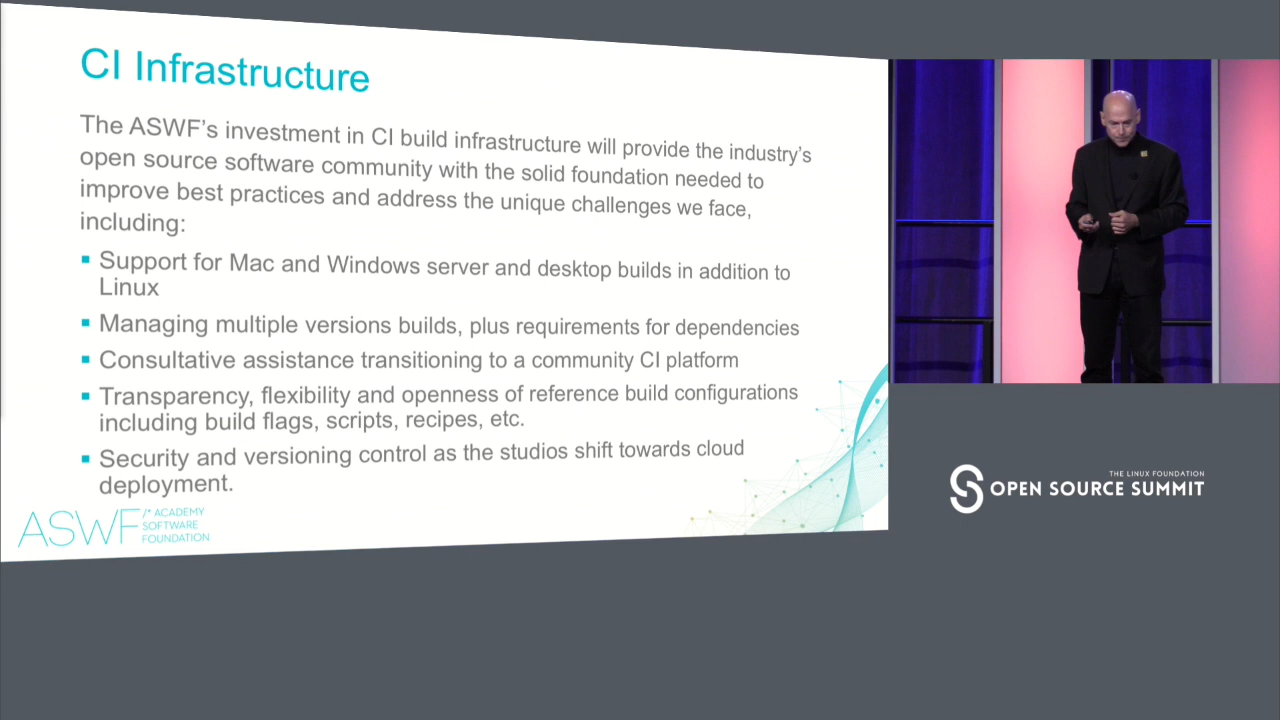 CI Infrastructure
The ASWF's investment in CI build infrastructure will provide the industry's
open source software community with the solid foundation needed to
improve best practices and address the unique challenges we face,
including:
Support for Mac and Windows server and desktop builds in addition to
Linux
Managing multiple versions builds, plus requirements for dependencies
Consultative assistance transitioning to a community CI platform
Transparency, flexibility and openness of reference build configurations
including build flags, scripts, recipes, etc.
Security and versioning control as the studios shift towards cloud
deployment.
ASWF /* ACADEMY
SOFTWARE
FOUNDATION
THE LINUX FOUNDATION
OPEN SOURCE SUMMIT